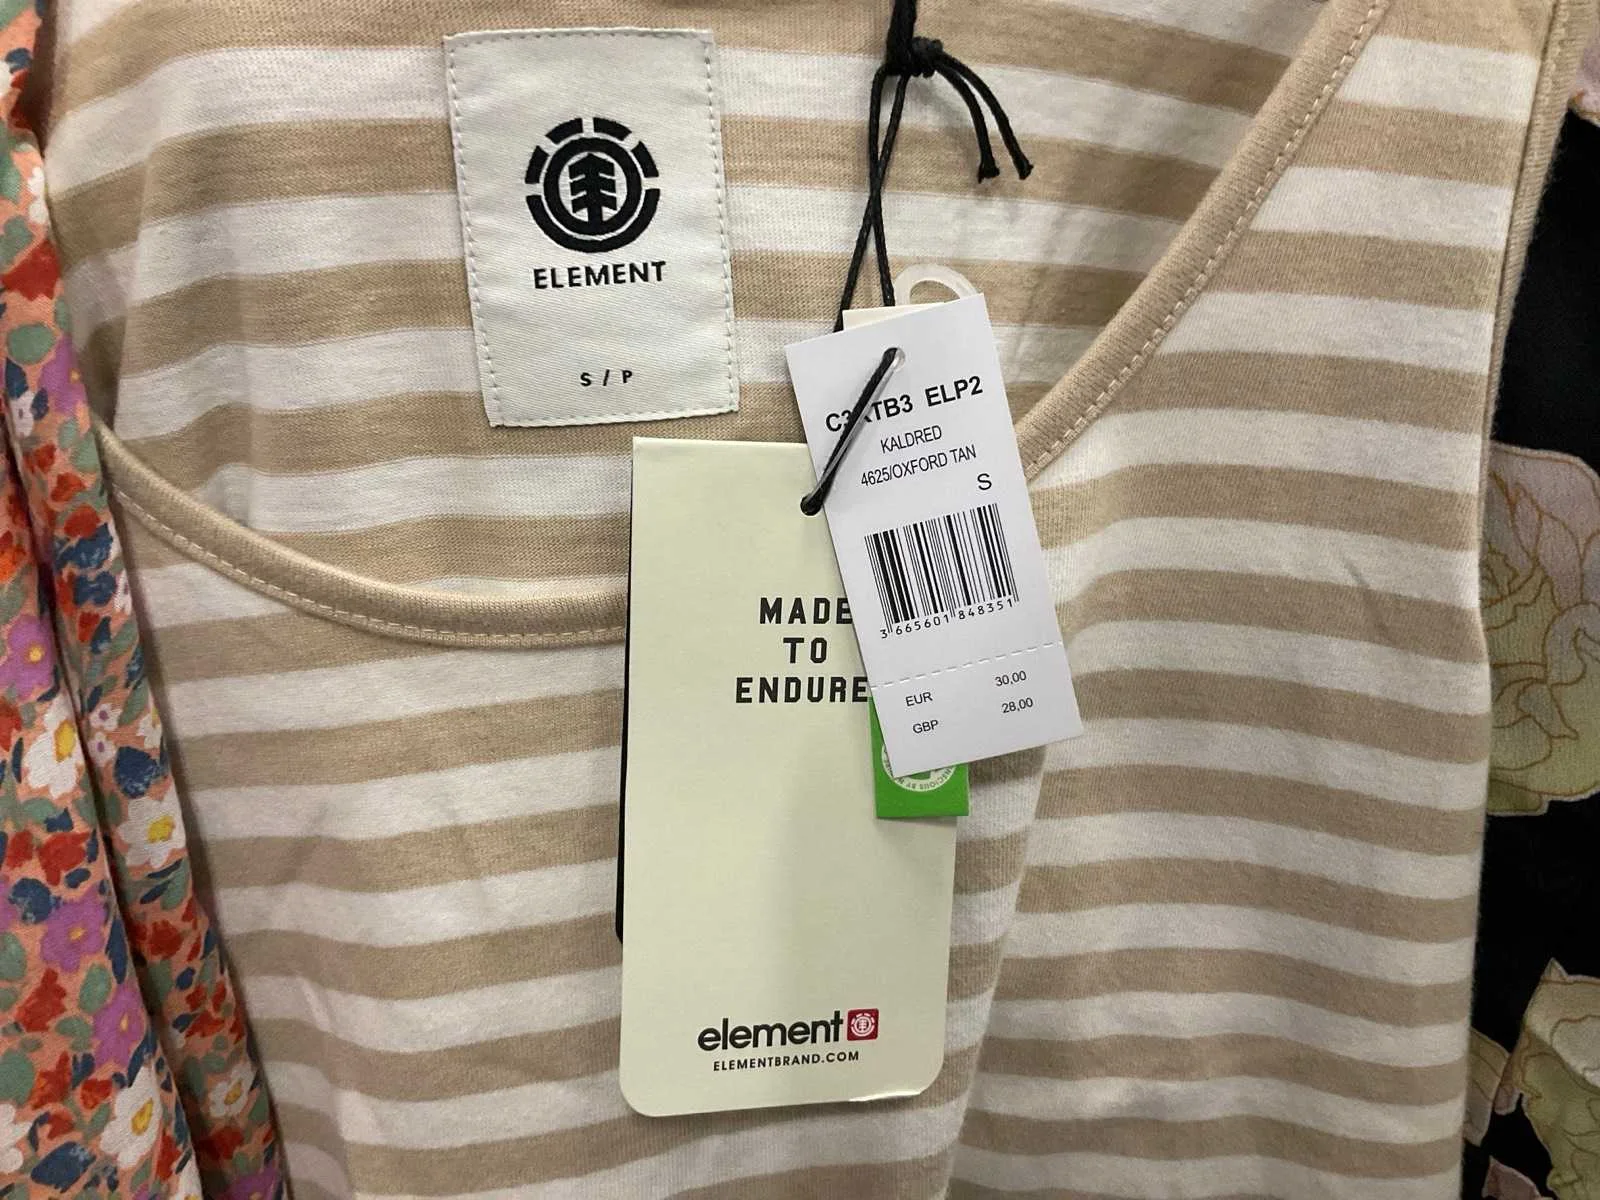 ELEMENT
S / P
ELP2
KALDRED
4625/OXFORD TAN
S
3 665601 848351
EUR 30,00
GBP 28,00
MADE
TO
ENDURE
element
ELEMENTBRAND.COM